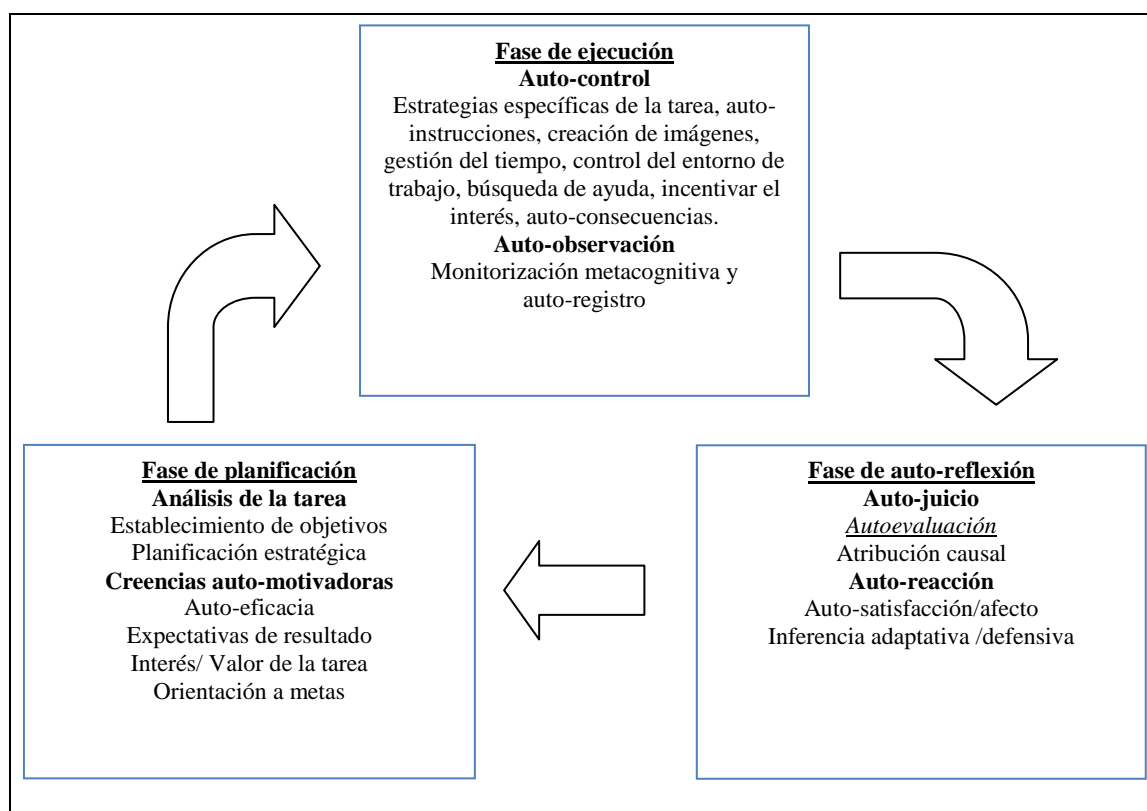 Fase de ejecución
Auto-control
Estrategias específicas de la tarea, auto-
instrucciones, creación de imágenes,
gestión del tiempo, control del entorno de
trabajo, búsqueda de ayuda, incentivar el
interés, auto-consecuencias.
Auto-observación
Monitorización metacognitiva y
auto-registro
Fase de planificación
Análisis de la tarea
Establecimiento de objetivos
Planificación estratégica
Creencias auto-motivadoras
Auto-eficacia
Expectativas de resultado
Interés/ Valor de la tarea
Orientación a metas
Fase de auto-reflexión
Auto-juicio
Autoevaluación
Atribución causal
Auto-reacción
Auto-satisfacción/afecto
Inferencia adaptativa /defensiva